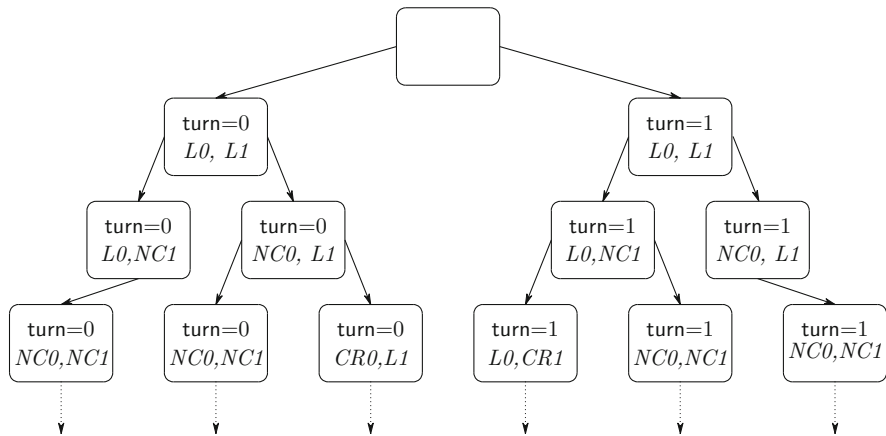 turn=0
L0, L1
turn=1
L0, L1
turn=0
L0,NC1
turn=0
NC0, L1
turn=1
L0,NC1
turn=1
NC0, L1
turn=0
NC0,NC1
turn=0
NC0,NC1
turn=0
CR0,L1
turn=1
L0,CR1
turn=1
NC0,NC1
turn=1
NC0,NC1